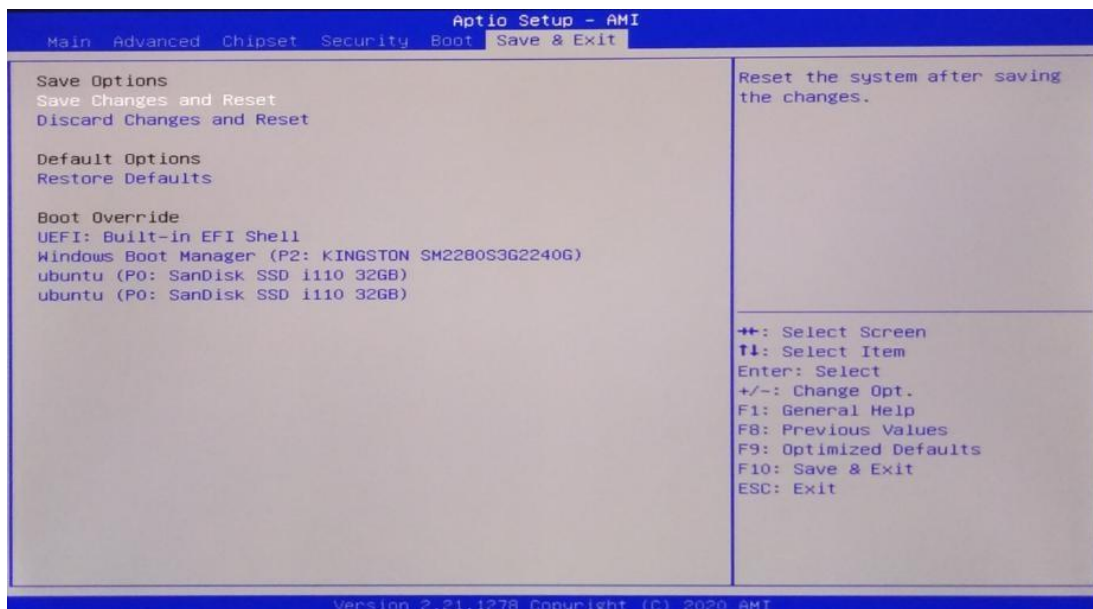 Aptio Setup - AMI
Main Advanced Chipset Security Boot Save & Exit
Save Options
Save Changes and Reset
Discard Changes and Reset
Default Options
Restore Defaults
Boot Override
UEFI: Built-in EFI Shell
Windows Boot Manager (P2: KINGSTON SM2280S3G2240G)
ubuntu (P0: SanDisk SSD i110 32GB)
ubuntu (P0: SanDisk SSD i110 32GB)
Reset the system after saving
the changes.
→←: Select Screen
↑↓: Select Item
Enter: Select
+/-: Change Opt.
F1: General Help
F8: Previous Values
F9: Optimized Defaults
F10: Save & Exit
ESC: Exit
Version 2.21.1278 Copyright (C) 2020 AMI